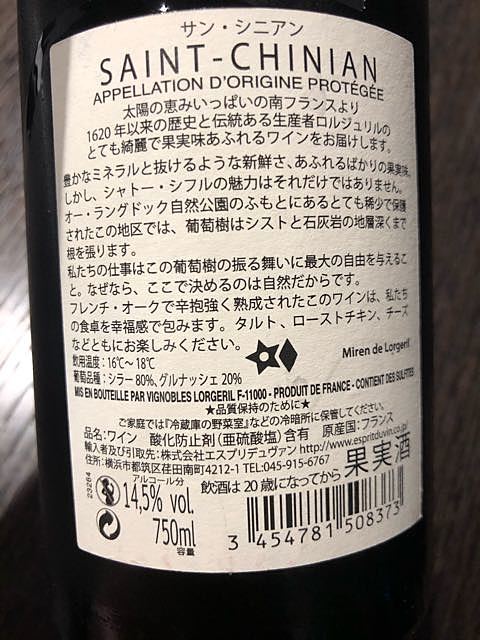 サン・シニアン
SAINT-CHINIAN
APPELLATION D'ORIGINE PROTÉGÉE
太陽の恵みいっぱいの南フランスより
1620年以来の歴史と伝統ある生産者ロルジュリルの
とても綺麗で果実味あふれるワインをお届けします。
豊かなミネラルと抜けるような新鮮さ、あふれるばかりの果実味。
しかし、シャトー・シフルの魅力はそれだけではありません。
オー・ラングドック自然公園のふもとにあるとても稀少で保護
されたこの地区では、葡萄樹はシストと石灰岩の地層深くまで
根を張ります。
私たちの仕事はこの葡萄樹の振る舞いに最大の自由を与えるこ
と。なぜなら、ここで決めるのは自然だからです。
フレンチ・オークで辛抱強く熟成されたこのワインは、私たち
の食卓を幸福感で包みます。タルト、ローストチキン、チーズ
などともにお楽しみください。
Miren de Lorgeril
飲用温度：16℃～18℃
葡萄品種：シラー80%、グルナッシェ20%
MIS EN BOUTEILLE PAR VIGNOBLES LORGERIL F-11000 - PRODUIT DE FRANCE - CONTIENT DES SULFITES
★品質保持のために★
ご家庭では『冷蔵庫の野菜室』などの冷暗所に保管してください。
品名：ワイン 酸化防止剤（亜硫酸塩）含有 原産国：フランス
輸入者及び引取先：株式会社エスプリデュヴァン http://www.espritduvin.co.jp/
住所：横浜市都筑区荏田南町4212-1 TEL:045-915-6767
果実酒
アルコール分
14,5% vol.
飲酒は20歳になってから
750ml
容量
3 454781 508373